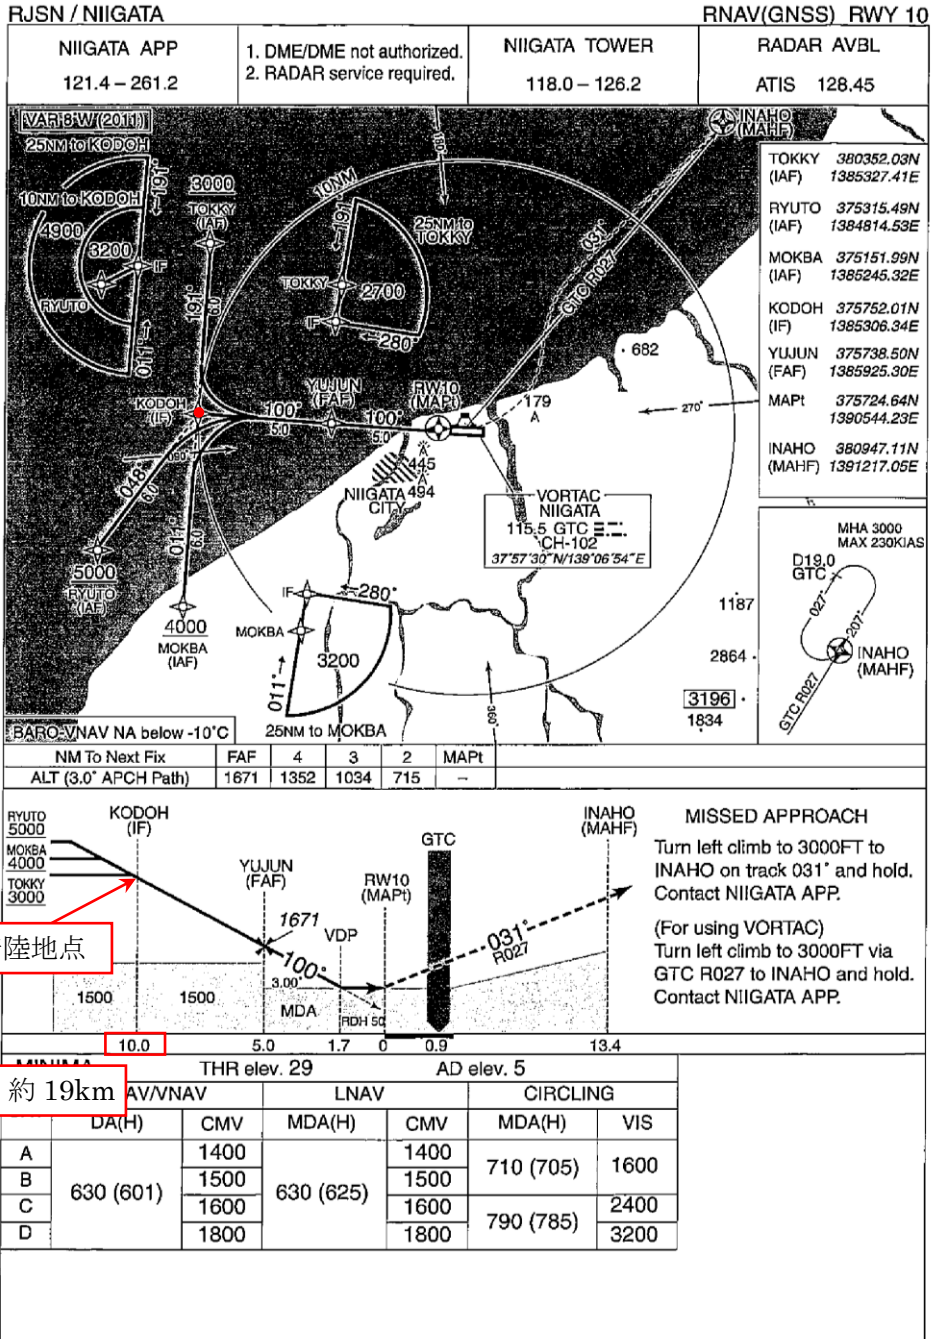 RJSN / NIIGATA
RNAV(GNSS) RWY 10
NIIGATA APP
121.4 – 261.2
1. DME/DME not authorized.
2. RADAR service required.
NIIGATA TOWER
118.0 – 126.2
RADAR AVBL
ATIS 128.45
VAR 8°W (2011)
25NM to KODOH
191°
10NM to KODOH
4900
3200
IF
RYUTO
011°
3000
TOKKY
(IAF)
191°
6.0
10NM
191
25NM to
TOKKY
TOKKY
2700
IF
280°
INAHO
(MAHF)
031°
GTC R027
TOKKY 380352.03N
(IAF) 1385327.41E
RYUTO 375315.49N
(IAF) 1384814.53E
MOKBA 375151.99N
(IAF) 1385245.32E
KODOH 375752.01N
(IF) 1385306.34E
YUJUN 375738.50N
(FAF) 1385925.30E
MAPt 375724.64N
1390544.23E
INAHO 380947.11N
(MAHF) 1391217.05E
682
KODOH
(IF)
100°
5.0
YUJUN
(FAF)
100°
5.0
RW10
(MAPt)
179
A
270°
090°
048°
6.0
011°
6.0
445
494
NIIGATA
CITY
VORTAC
NIIGATA
115.5 GTC
CH-102
37°57'30"N/139°06'54"E
5000
RYUTO
(IAF)
4000
MOKBA
(IAF)
IF
280°
MOKBA
3200
011°
25NM to MOKBA
360°
1187
2864
3196
1834
MHA 3000
MAX 230KIAS
D19.0
GTC
027°
207°
INAHO
(MAHF)
GTC R027
BARO-VNAV NA below -10°C
NM To Next Fix FAF 4 3 2 MAPt
ALT (3.0° APCH Path) 1671 1352 1034 715 –
RYUTO
5000
MOKBA
4000
TOKKY
3000
KODOH
(IF)
YUJUN
(FAF)
1671
VDP
RW10
(MAPt)
GTC
INAHO
(MAHF)
031°
R027
100°
3.00°
MDA
RDH 50
1500
1500
陸地点
10.0 5.0 1.7 0 0.9 13.4
MISSED APPROACH
Turn left climb to 3000FT to
INAHO on track 031° and hold.
Contact NIIGATA APP.
(For using VORTAC)
Turn left climb to 3000FT via
GTC R027 to INAHO and hold.
Contact NIIGATA APP.
MINIMA THR elev. 29 AD elev. 5
約 19km
AV/VNAV LNAV CIRCLING
DA(H) CMV MDA(H) CMV MDA(H) VIS
A 630 (601) 1400 630 (625) 1400 710 (705) 1600
B 1500 1500
C 1600 1600 790 (785) 2400
D 1800 1800 3200